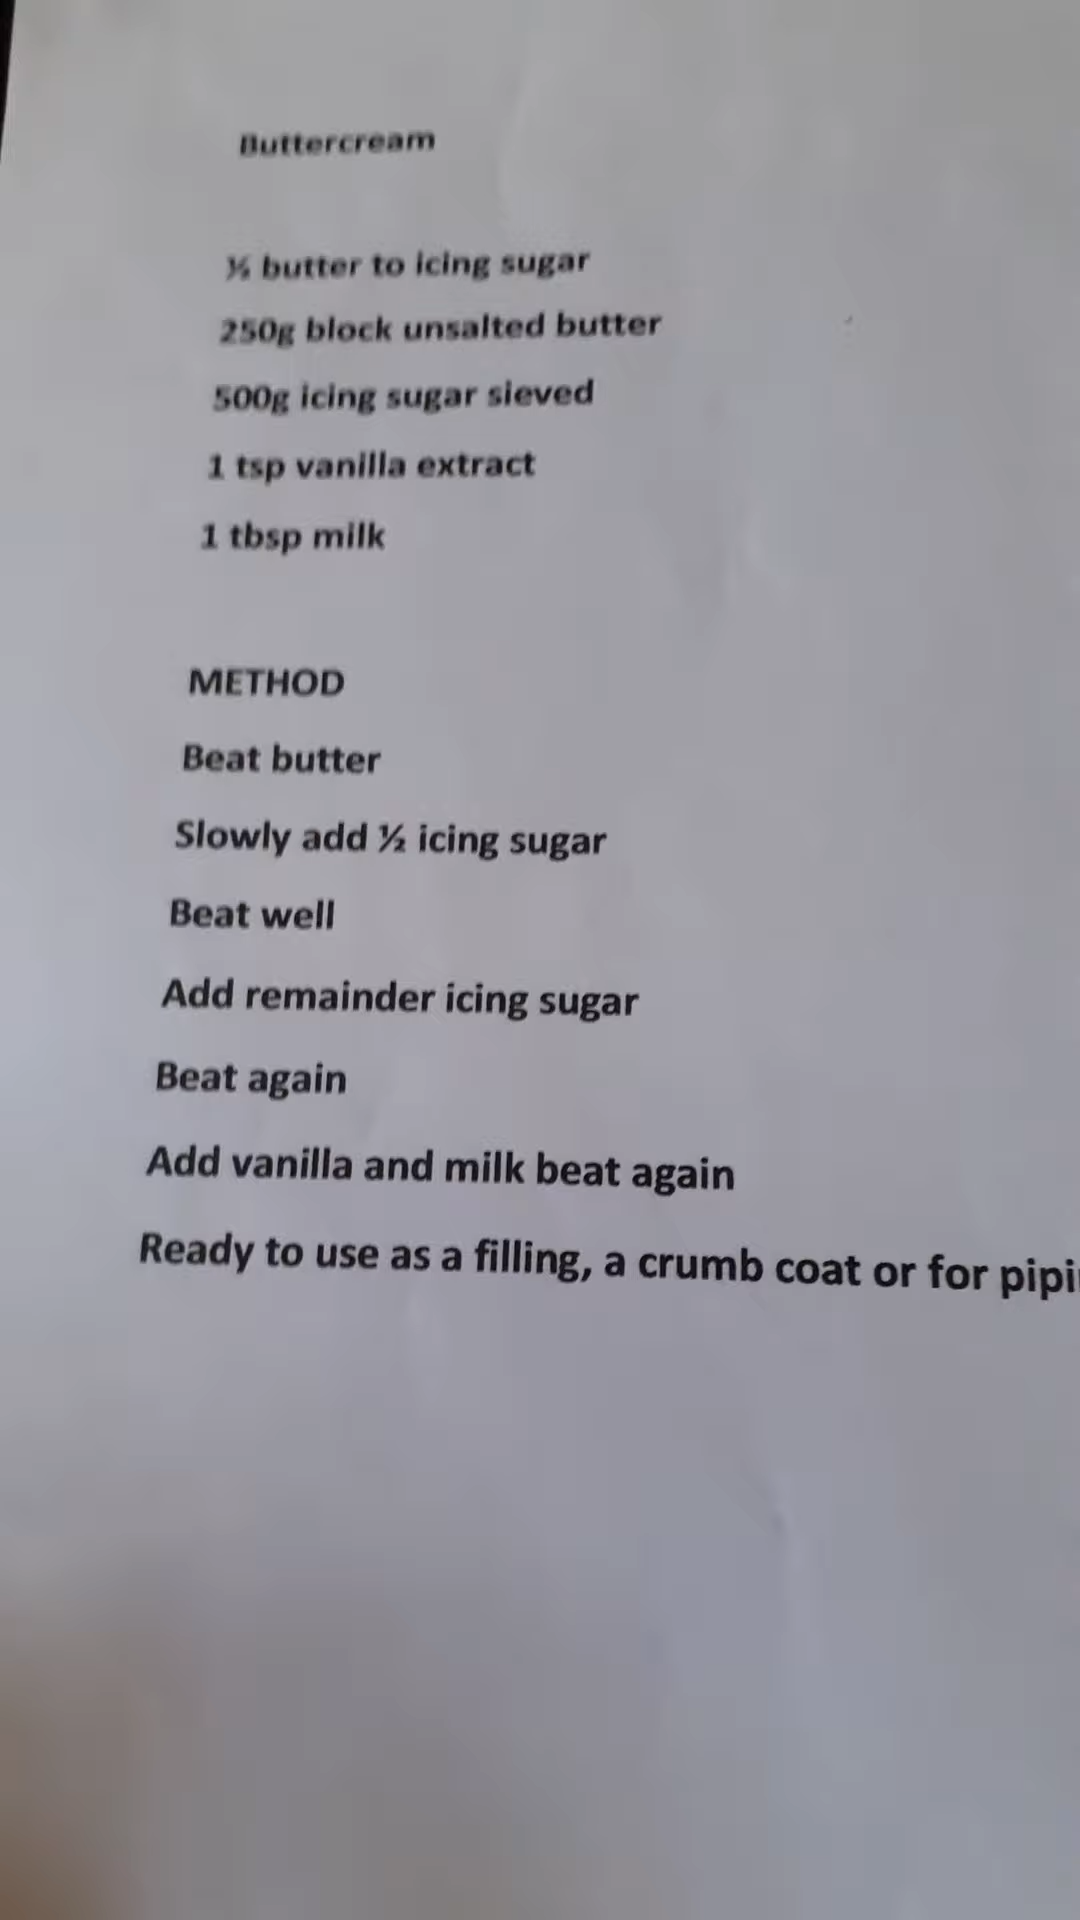 Buttercream
½ butter to icing sugar
250g block unsalted butter
500g icing sugar sieved
1 tsp vanilla extract
1 tbsp milk
METHOD
Beat butter
Slowly add ½ icing sugar
Beat well
Add remainder icing sugar
Beat again
Add vanilla and milk beat again
Ready to use as a filling, a crumb coat or for